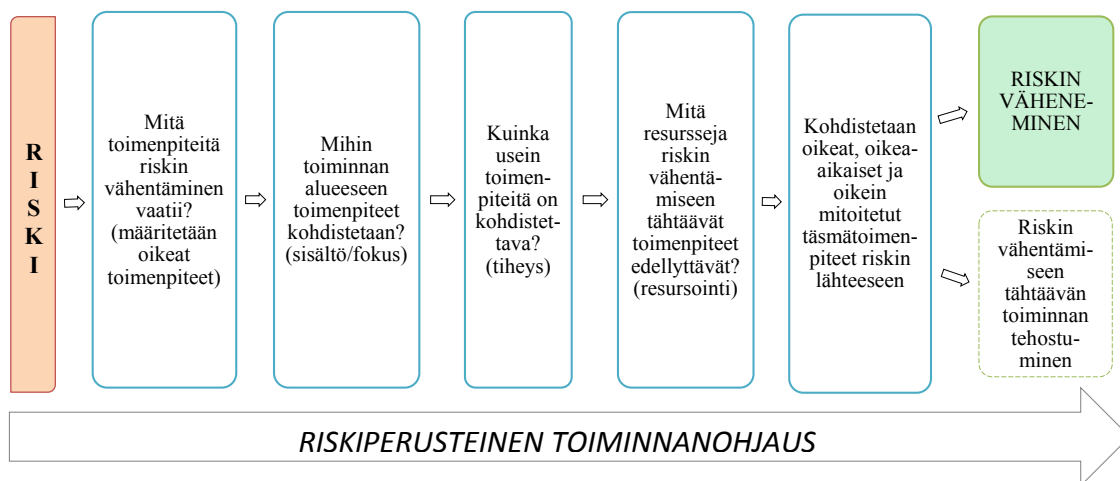 R
I
S
K
I
Mitä
toimenpiteitä
riskin
vähentäminen
vaatii?
(määritetään
oikeat
toimenpiteet)
Mihin
toiminnan
alueeseen
toimenpiteet
kohdistetaan?
(sisältö/fokus)
Kuinka
usein
toimen-
piteitä on
kohdistet-
tava?
(tiheys)
Mitä
resursseja
riskin
vähentä-
miseen
tähtäävät
toimenpiteet
edellyttävät?
(resursointi)
Kohdistetaan
oikeat, oikea-
aikaiset ja
oikein
mitoitetut
täsmätoimen-
piteet riskin
lähteeseen
RISKIN
VÄHENE-
MINEN
Riskin
vähentämi-
seen
tähtäävän
toiminnan
tehostu-
minen
RISKIPERUSTEINEN TOIMINNANOHJAUS